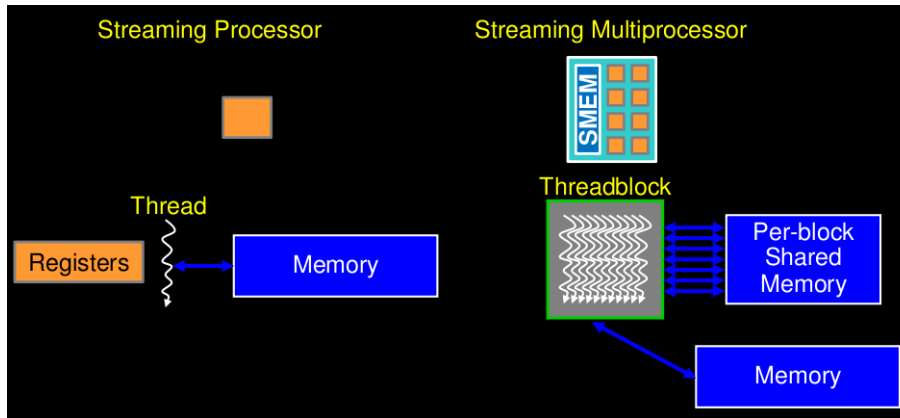 Streaming Processor
Streaming Multiprocessor
SMEM
Thread
Threadblock
Registers
Memory
Per-block
Shared
Memory
Memory